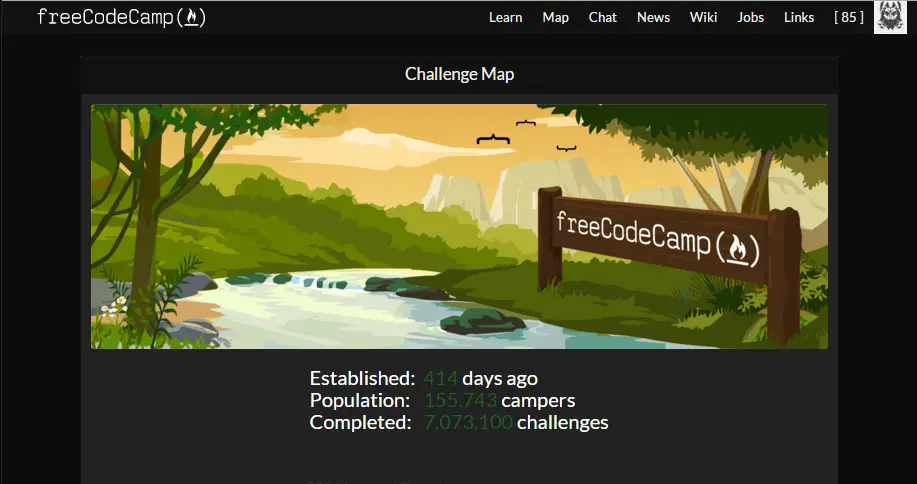 freeCodeCamp(🔥)
Learn Map Chat News Wiki Jobs Links [ 85 ]
Challenge Map
freeCodeCamp(🔥)
Established: 414 days ago
Population: 155,743 campers
Completed: 7,073,100 challenges